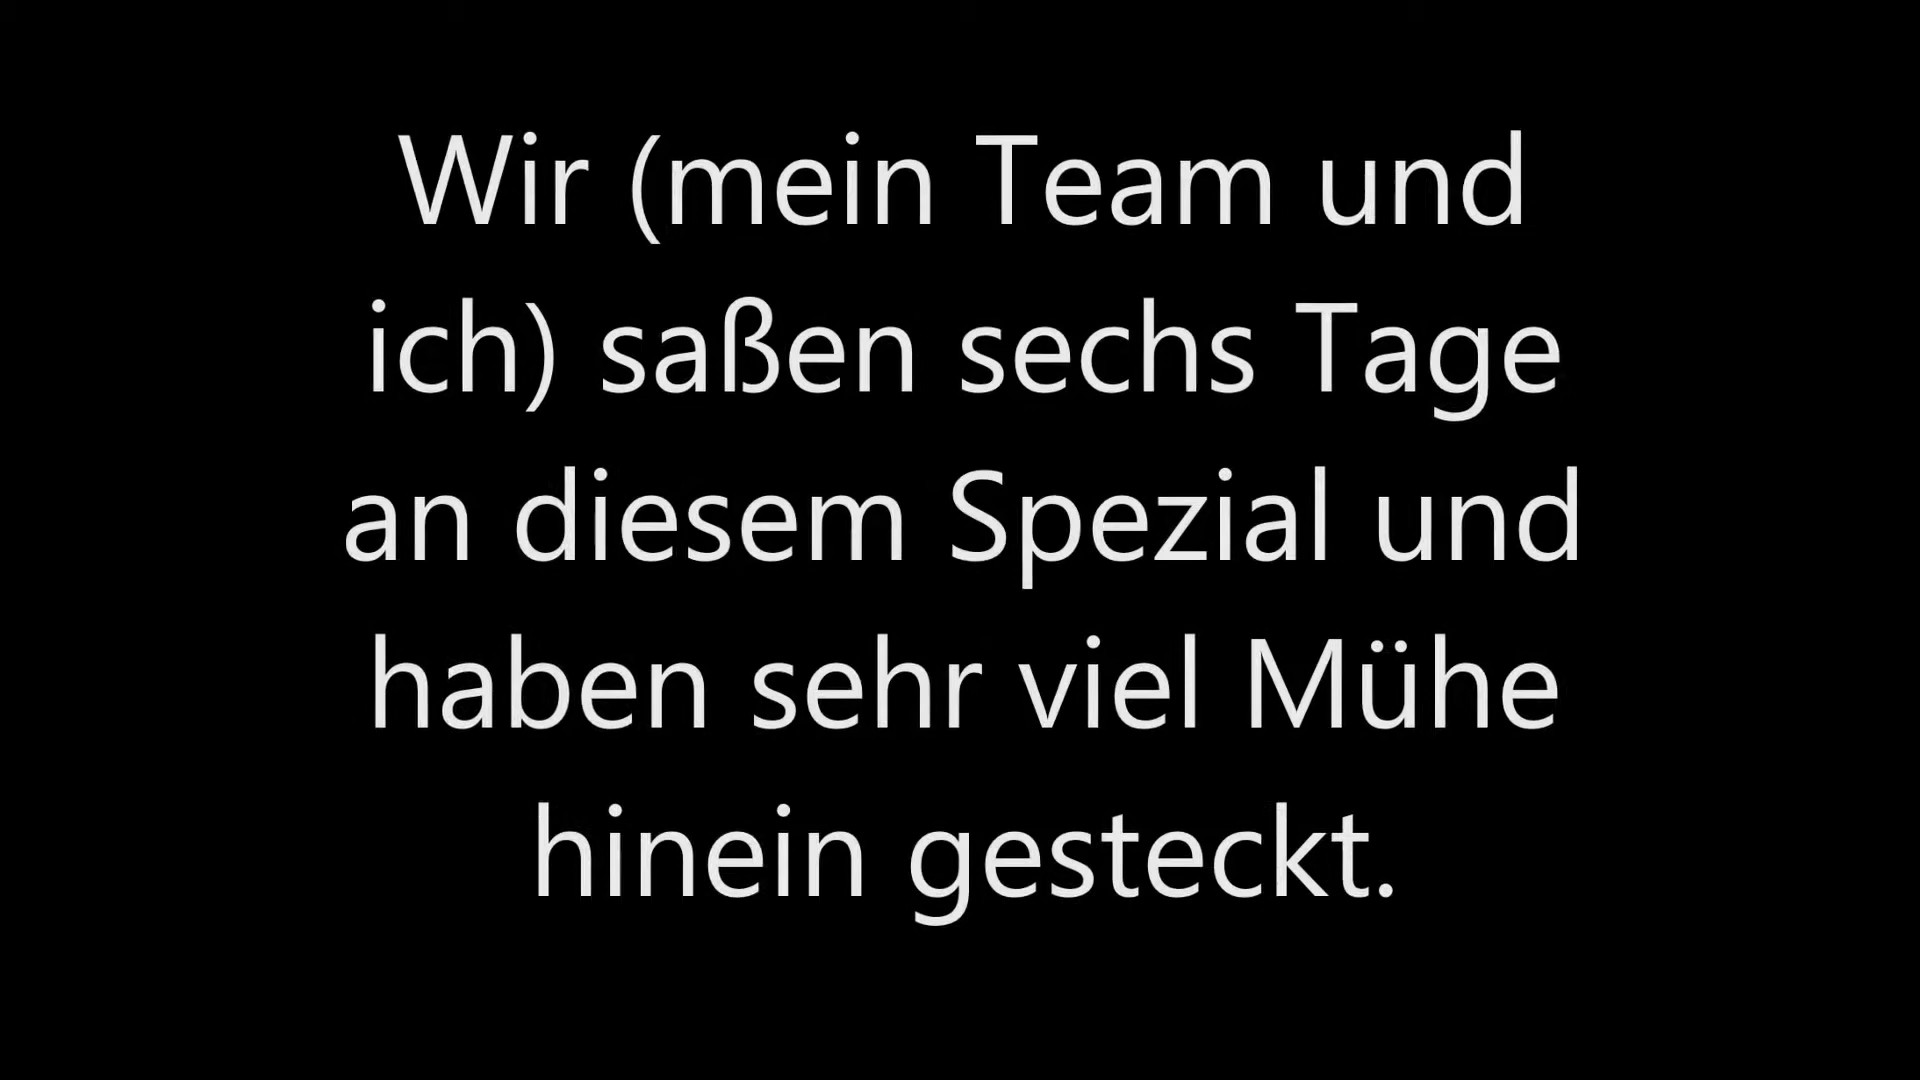 Wir (mein Team und
ich) saßen sechs Tage
an diesem Spezial und
haben sehr viel Mühe
hinein gesteckt.